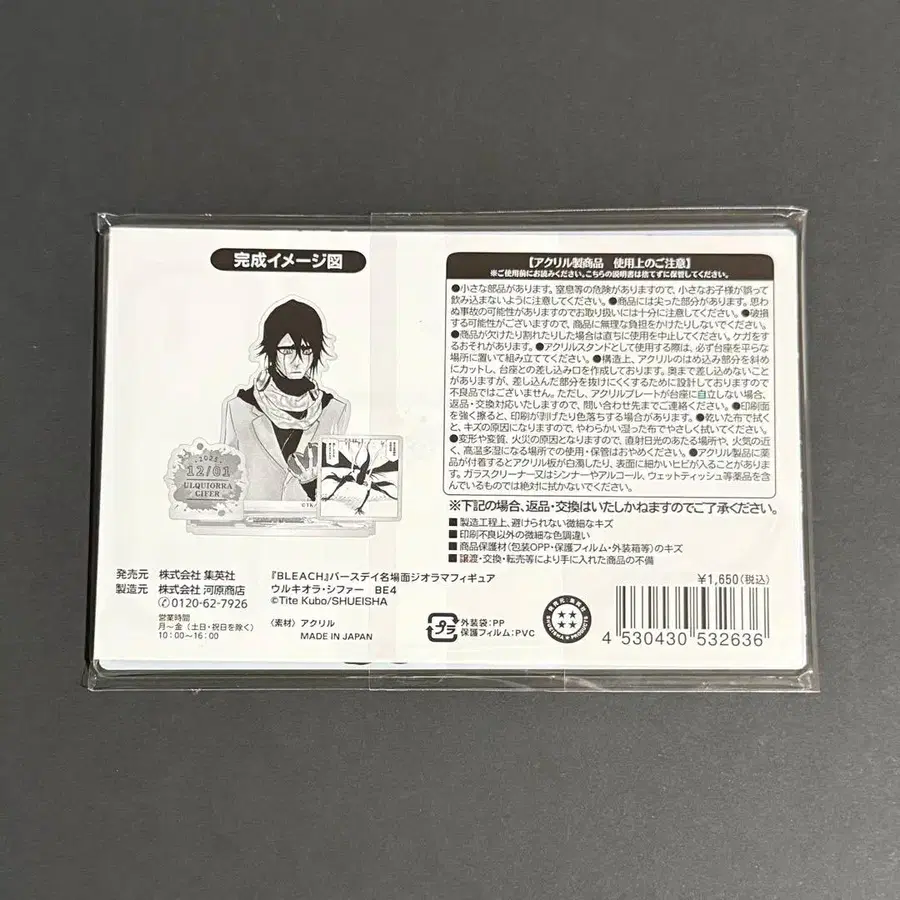 完成イメージ図
12/01
ULQUIORRA
CIFER
【アクリル製商品 使用上のご注意】
※ご使用前にお読みください。こちらの説明書は捨てずに保管してください。
●小さな部品があります。窒息等の危険がありますので、小さなお子様が誤って
飲み込まないように注意してください。●商品には尖った部分があります。思わ
ぬ事故の可能性がありますのでお取り扱いには十分に注意してください。●破損
する可能性がございますので、商品に無理な負担をかけたりしないでください。
●商品が欠けたり割れたりした場合は直ちに使用を中止してください。ケガをす
るおそれがあります。●アクリルスタンドとして使用する際は、必ず台座を平らな
場所に置いて組み立ててください。●構造上、アクリルのはめ込み部分を斜め
にカットし、台座との差し込み口を作成しております。奥まで差し込めないこと
がありますが、差し込んだ部分を抜けにくくするために設計しておりますので
不良品ではございません。ただし、アクリルプレートが台座に自立しない場合、
返品・交換対応いたしますので、問い合わせ先までご連絡ください。●印刷面
を強く擦ると、印刷が剥げたり色落ちする場合があります。●乾いた布で拭く
と、キズの原因になりますので、やわらかい湿った布でやさしく拭いてください。
●変形や変質、火災の原因となりますので、直射日光のあたる場所や、火気の近
く、高温多湿になる場所での使用・保管はおやめください。●アクリル製品に薬
品が付着するとアクリル板が白濁したり、表面に細かいヒビが入ることがありま
す。ガラスクリーナー又はシンナーやアルコール、ウェットティッシュ等薬品を含
んでいるものでは絶対に拭かないでください。
※下記の場合、返品・交換はいたしかねますのでご了承ください。
■製造工程上、避けられない微細なキズ
■印刷不良以外の微細な色調違い
■商品保護材(包装OPP・保護フィルム・外装箱等)のキズ
■譲渡・交換・転売等により手に入れた商品の不備
発売元 株式会社 集英社
製造元 株式会社 河原商店
0120-62-7926
営業時間
月～金(土日・祝日を除く)
10:00～16:00
『BLEACH』バースデイ名場面ジオラマフィギュア
ウルキオラ・シファー BE4
©Tite Kubo/SHUEISHA
〈素材〉アクリル
MADE IN JAPAN
プラ
外装袋:PP
保護フィルム:PVC
¥1,650(税込)
4 530430 532636